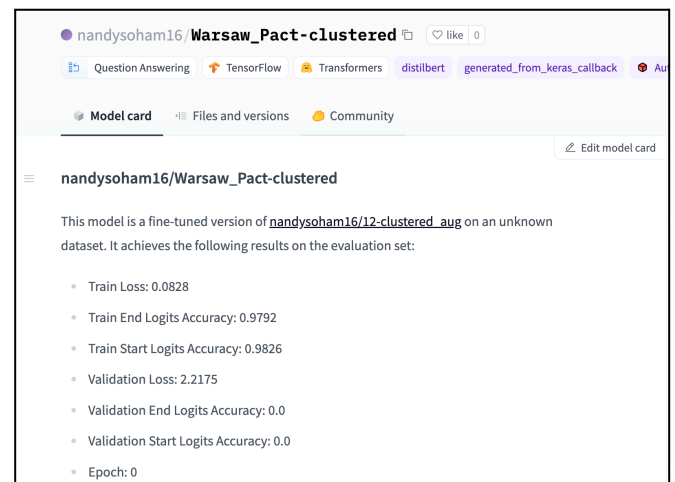 nandysoham16/Warsaw_Pact-clustered like 0
Question Answering TensorFlow Transformers distilbert generated_from_keras_callback Au
Model card Files and versions Community
Edit model card
nandysoham16/Warsaw_Pact-clustered
This model is a fine-tuned version of nandysoham16/12-clustered_aug on an unknown
dataset. It achieves the following results on the evaluation set:
Train Loss: 0.0828
Train End Logits Accuracy: 0.9792
Train Start Logits Accuracy: 0.9826
Validation Loss: 2.2175
Validation End Logits Accuracy: 0.0
Validation Start Logits Accuracy: 0.0
Epoch: 0